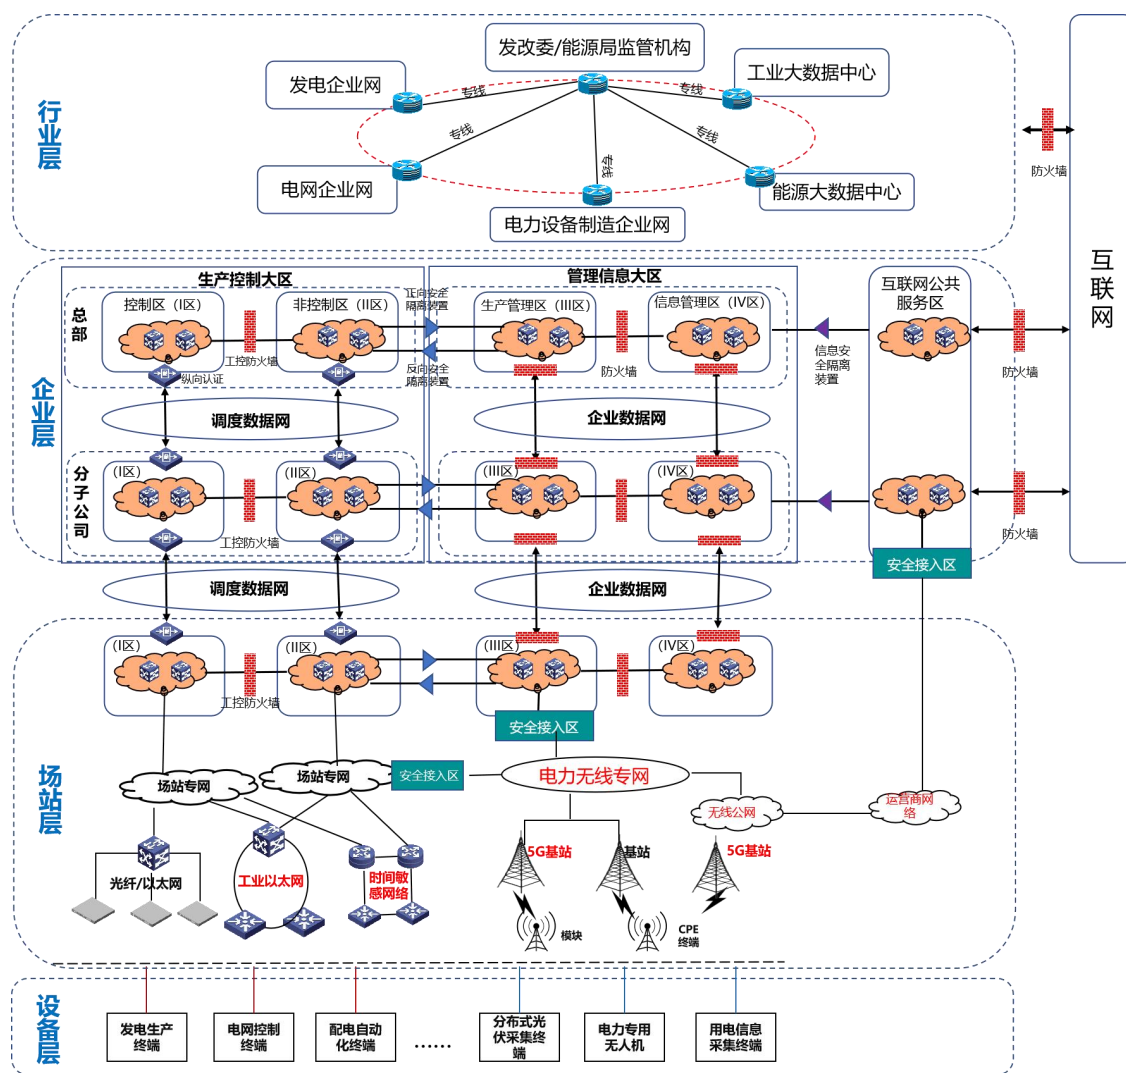 行业层
发改委/能源局监管机构
发电企业网
工业大数据中心
专线
专线
专线
专线
专线
电网企业网
能源大数据中心
电力设备制造企业网
防火墙
互联网
企业层
生产控制大区
管理信息大区
总部
控制区（I区）
非控制区（II区）
正向安全
隔离装置
生产管理区（III区）
信息管理区（IV区）
互联网公共
服务区
工控防火墙
纵向认证
反向安全
隔离装置
防火墙
信息安
全隔离
装置
防火墙
调度数据网
企业数据网
分子公司
(I区)
(II区)
(III区)
(IV区)
工控防火墙
防火墙
安全接入区
调度数据网
企业数据网
场站层
(I区)
(II区)
(III区)
(IV区)
工控防火墙
安全接入区
场站专网
场站专网
安全接入区
电力无线专网
无线公网
运营商网
络
光纤/以太网
工业以太网
时间敏
感网络
5G基站
基站
5G基站
模块
CPE
终端
设备层
发电生产
终端
电网控制
终端
配电自动
化终端
……
分布式光
伏采集终
端
电力专用
无人机
用电信息
采集终端